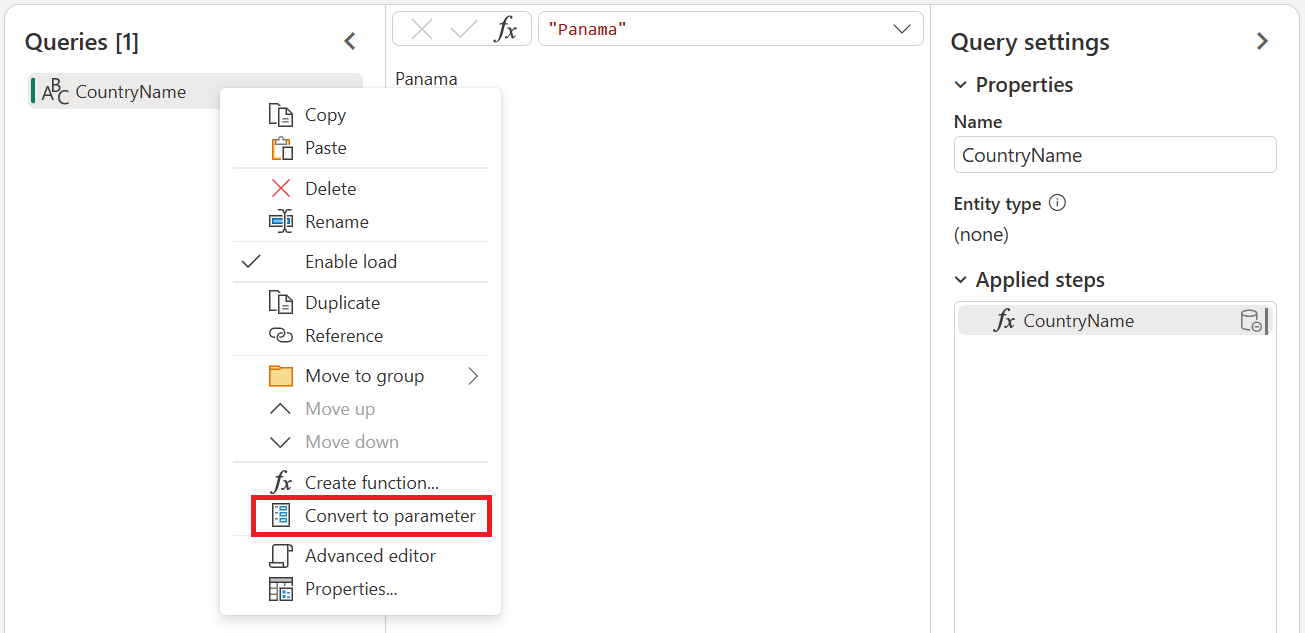 Queries [1]
ABC CountryName
Copy
Paste
Delete
Rename
Enable load
Duplicate
Reference
Move to group
Move up
Move down
fx Create function...
Convert to parameter
Advanced editor
Properties...
fx "Panama"
Panama
Query settings
Properties
Name
CountryName
Entity type
(none)
Applied steps
fx CountryName